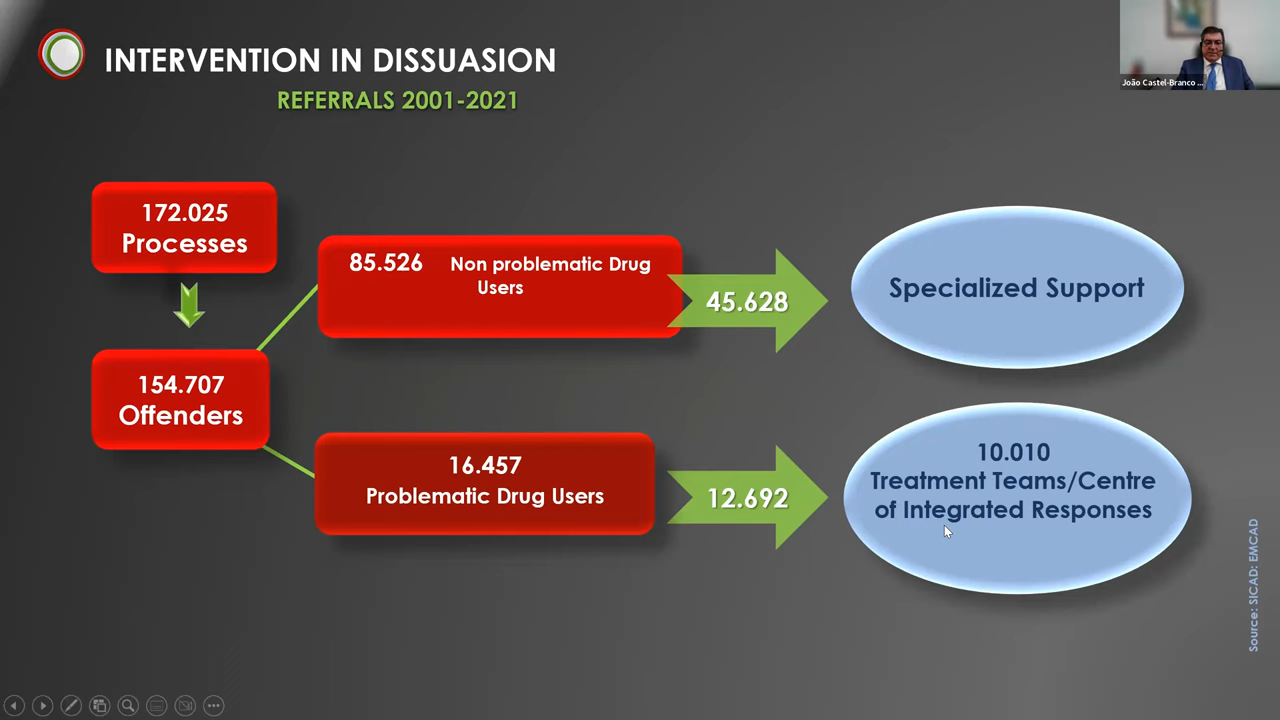 INTERVENTION IN DISSUASION
REFERRALS 2001-2021
João Castel-Branco ...
172.025
Processes
154.707
Offenders
85.526 Non problematic Drug
Users
45.628
Specialized Support
16.457
Problematic Drug Users
12.692
10.010
Treatment Teams/Centre
of Integrated Responses
Source: SICAD: EMCAD